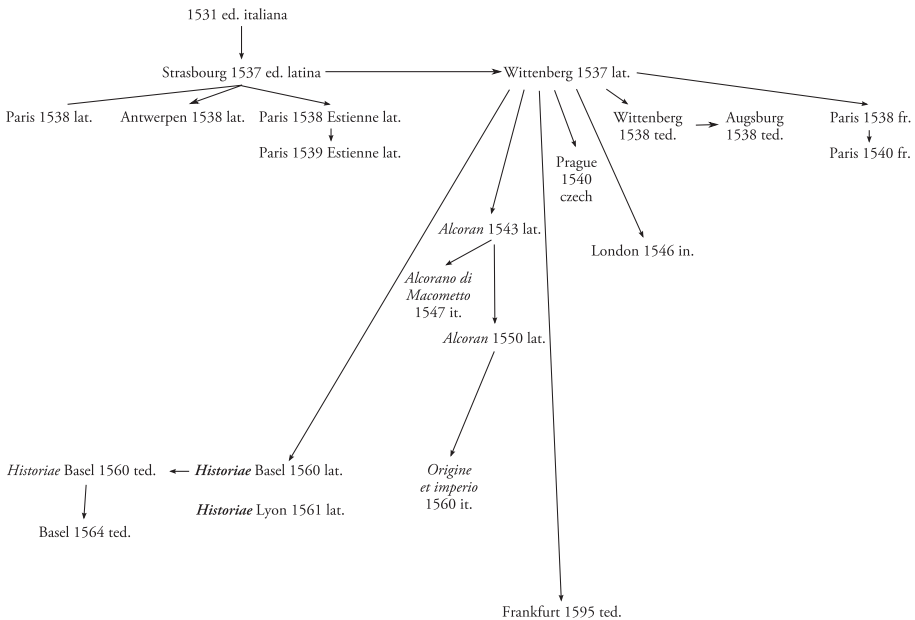 1531 ed. italiana
Strasbourg 1537 ed. latina
Wittenberg 1537 lat.
Paris 1538 lat.
Antwerpen 1538 lat.
Paris 1538 Estienne lat.
Paris 1539 Estienne lat.
Wittenberg
1538 ted.
Augsburg
1538 ted.
Paris 1538 fr.
Paris 1540 fr.
Prague
1540
czech
Alcoran 1543 lat.
London 1546 in.
Alcorano di
Macometto
1547 it.
Alcoran 1550 lat.
Historiae Basel 1560 ted.
Historiae Basel 1560 lat.
Origine
et imperio
1560 it.
Historiae Lyon 1561 lat.
Basel 1564 ted.
Frankfurt 1595 ted.